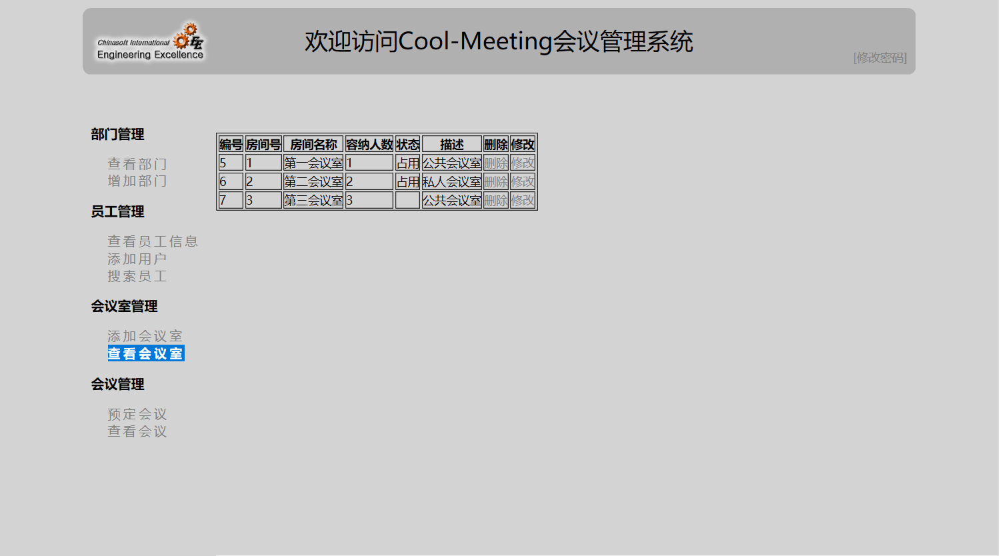 Chinasoft International
Engineering Excellence
欢迎访问Cool-Meeting会议管理系统
[修改密码]
部门管理
查看部门
增加部门
员工管理
查看员工信息
添加用户
搜索员工
会议室管理
添加会议室
查看会议室
会议管理
预定会议
查看会议
编号 房间号 房间名称 容纳人数 状态 描述 删除 修改
5 1 第一会议室 1 占用 公共会议室 删除 修改
6 2 第二会议室 2 占用 私人会议室 删除 修改
7 3 第三会议室 3 公共会议室 删除 修改